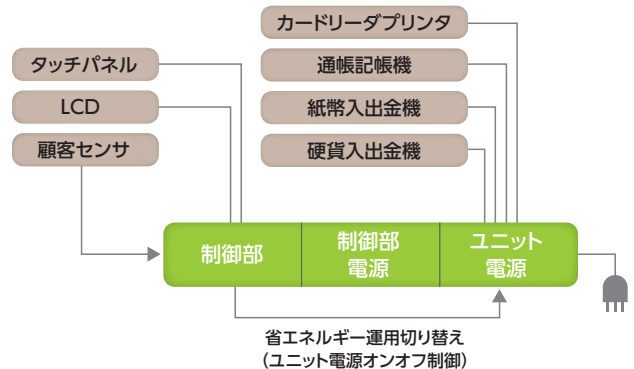 カードリーダプリンタ
タッチパネル
通帳記帳機
LCD
紙幣入出金機
顧客センサ
硬貨入出金機
制御部
制御部
電源
ユニット
電源
省エネルギー運用切り替え
（ユニット電源オンオフ制御）